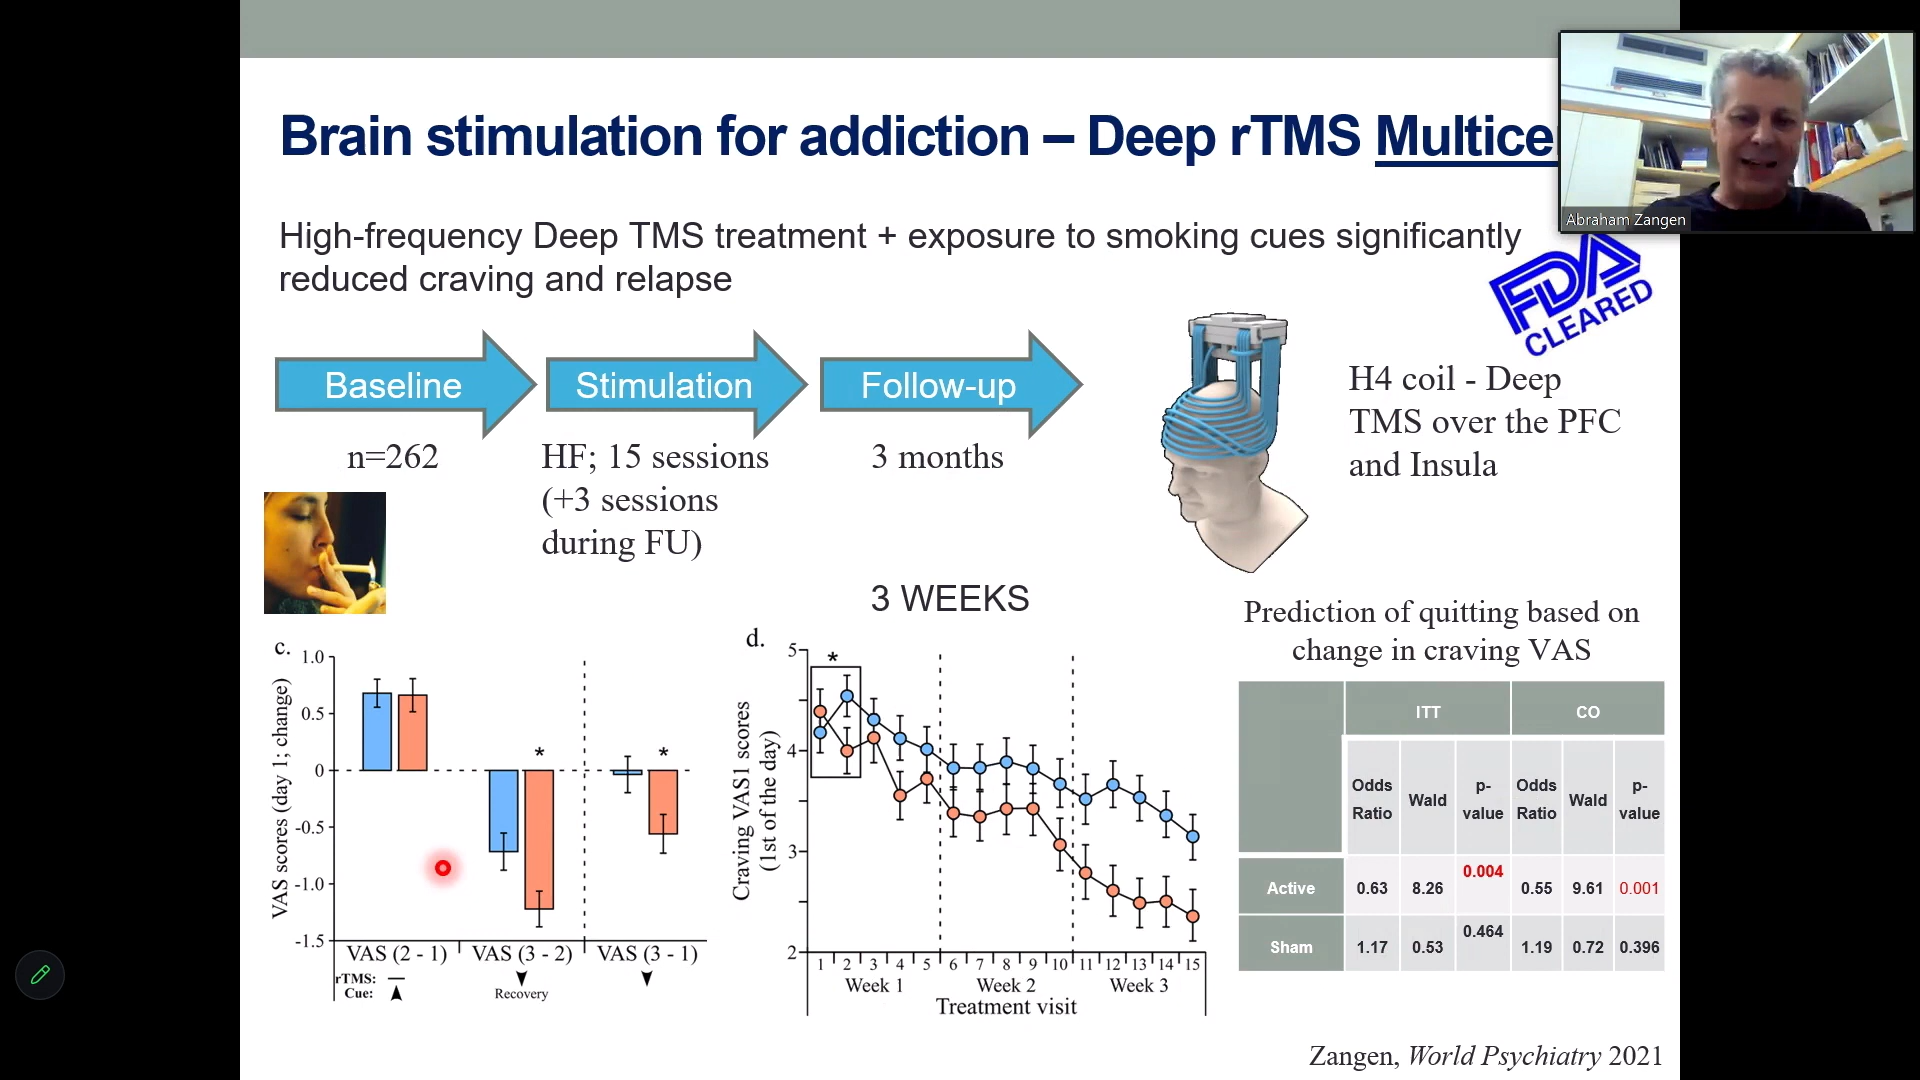 Brain stimulation for addiction – Deep rTMS
Abraham Zangen
High-frequency Deep TMS treatment + exposure to smoking cues significantly
reduced craving and relapse
FDA
CLEARED
Baseline
Stimulation
Follow-up
n=262
HF; 15 sessions
(+3 sessions
during FU)
3 months
H4 coil - Deep
TMS over the PFC
and Insula
3 WEEKS
c.
VAS scores (day 1; change)
1.0
0.5
0
-0.5
-1.0
-1.5
*
*
VAS (2 - 1) VAS (3 - 2) VAS (3 - 1)
rTMS:
Cue:
Recovery
d.
Craving VAS1 scores
(1st of the day)
5
4
3
2
*
1 2 3 4 5 6 7 8 9 10 11 12 13 14 15
Week 1 Week 2 Week 3
Treatment visit
Prediction of quitting based on
change in craving VAS
ITT CO
Odds Ratio Wald p-value Odds Ratio Wald p-value
Active 0.63 8.26 0.004 0.55 9.61 0.001
Sham 1.17 0.53 0.464 1.19 0.72 0.396
Zangen, World Psychiatry 2021